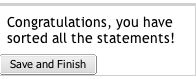 Congratulations, you have
sorted all the statements!
Save and Finish